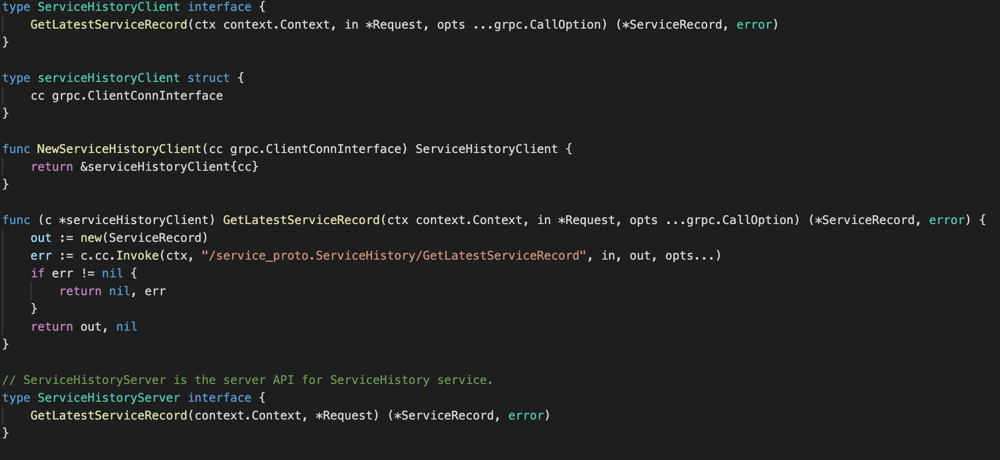 type ServiceHistoryClient interface {
    GetLatestServiceRecord(ctx context.Context, in *Request, opts ...grpc.CallOption) (*ServiceRecord, error)
}

type serviceHistoryClient struct {
    cc grpc.ClientConnInterface
}

func NewServiceHistoryClient(cc grpc.ClientConnInterface) ServiceHistoryClient {
    return &serviceHistoryClient{cc}
}

func (c *serviceHistoryClient) GetLatestServiceRecord(ctx context.Context, in *Request, opts ...grpc.CallOption) (*ServiceRecord, error) {
    out := new(ServiceRecord)
    err := c.cc.Invoke(ctx, "/service_proto.ServiceHistory/GetLatestServiceRecord", in, out, opts...)
    if err != nil {
        return nil, err
    }
    return out, nil
}

// ServiceHistoryServer is the server API for ServiceHistory service.
type ServiceHistoryServer interface {
    GetLatestServiceRecord(context.Context, *Request) (*ServiceRecord, error)
}